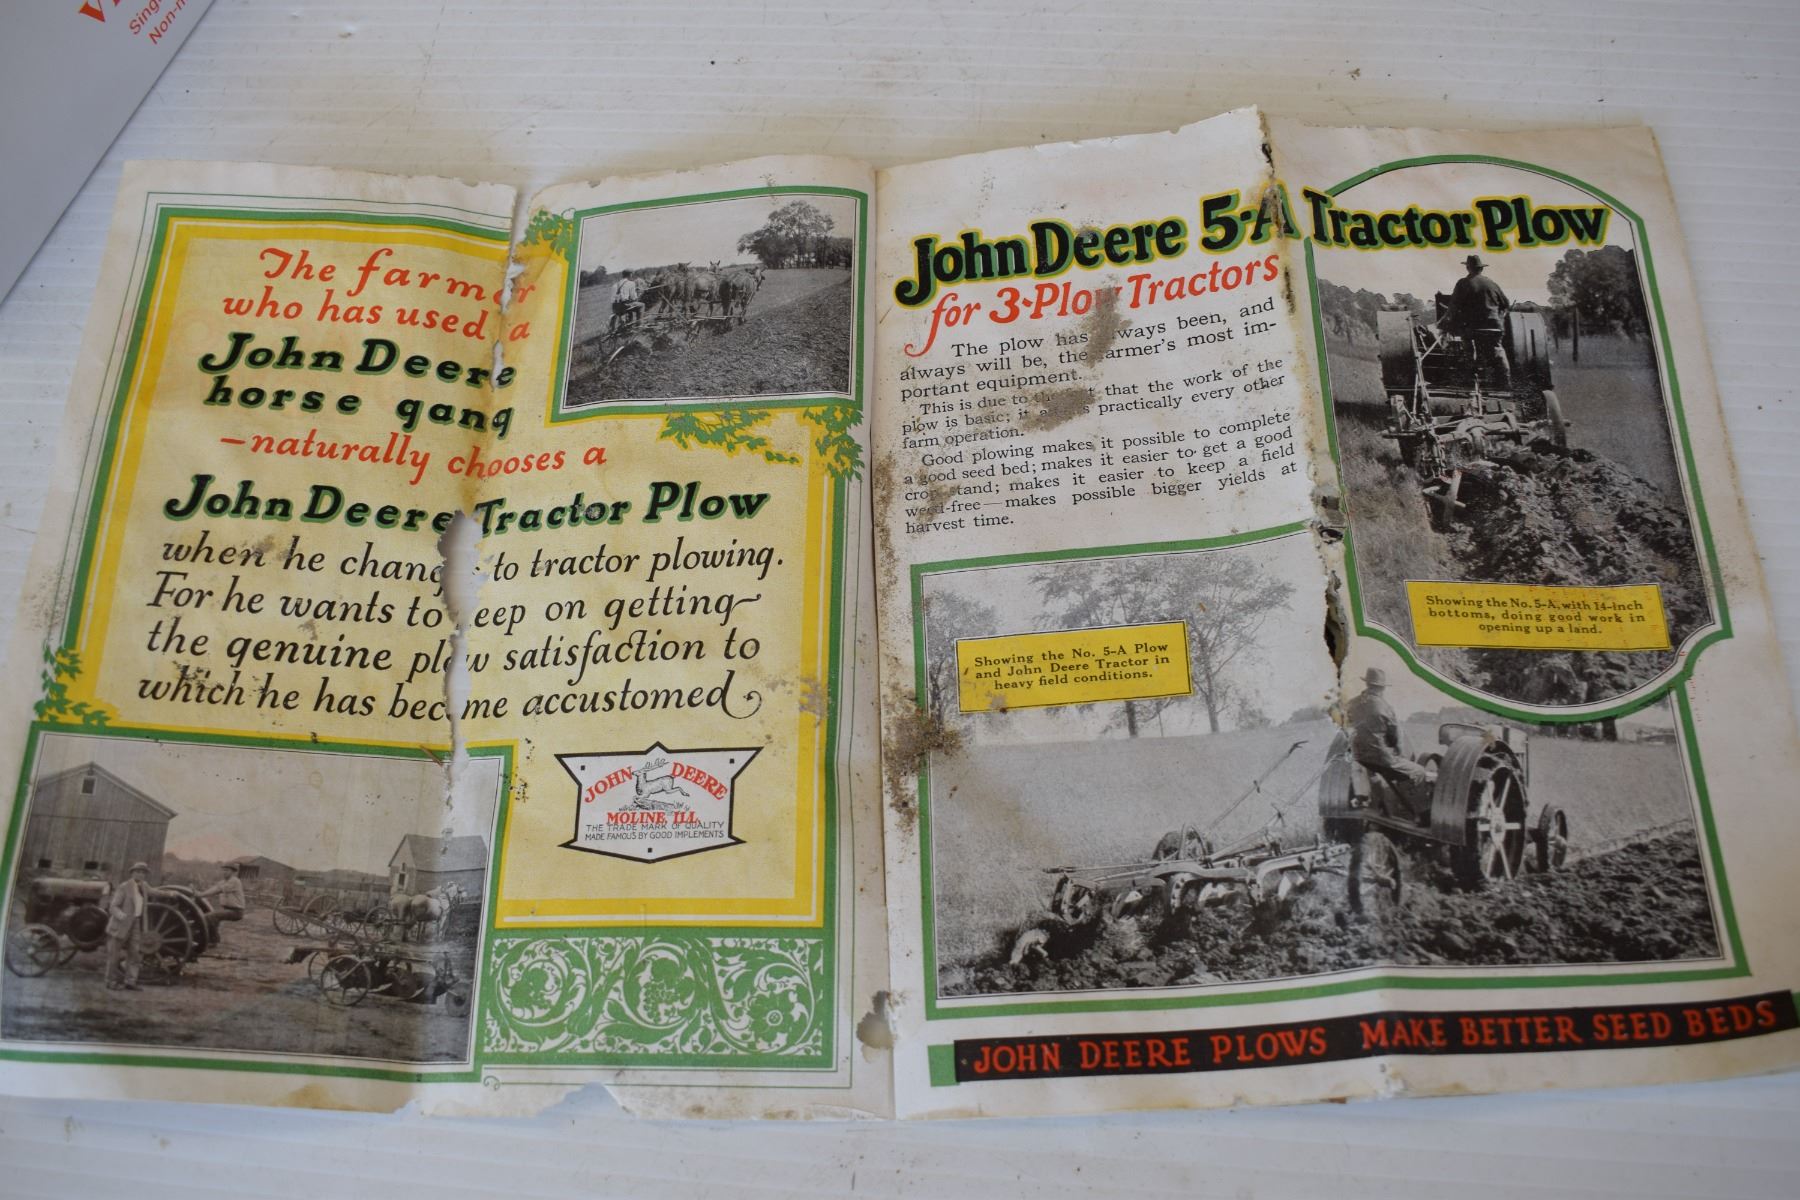 The farmer
who has used a
John Deere
horse gang
—naturally chooses a
John Deere Tractor Plow
when he chang to tractor plowing.
For he wants to eep on getting
the genuine plow satisfaction to
which he has become accustomed
JOHN DEERE
MOLINE, ILL.
THE TRADE MARK OF QUALITY
MADE FAMOUS BY GOOD IMPLEMENTS
John Deere 5-A Tractor Plow
for 3-Plow Tractors
The plow has always been, and
always will be, the farmer's most im-
portant equipment.
This is due to the fact that the work of the
plow is basic; it practically every other
farm operation.
Good plowing makes it possible to complete
a good seed bed; makes it easier to get a good
crop stand; makes it easier to keep a field
weed-free—makes possible bigger yields at
harvest time.
Showing the No. 5-A, with 14-inch
bottoms, doing good work in
opening up a land.
Showing the No. 5-A Plow
and John Deere Tractor in
heavy field conditions.
JOHN DEERE PLOWS MAKE BETTER SEED BEDS